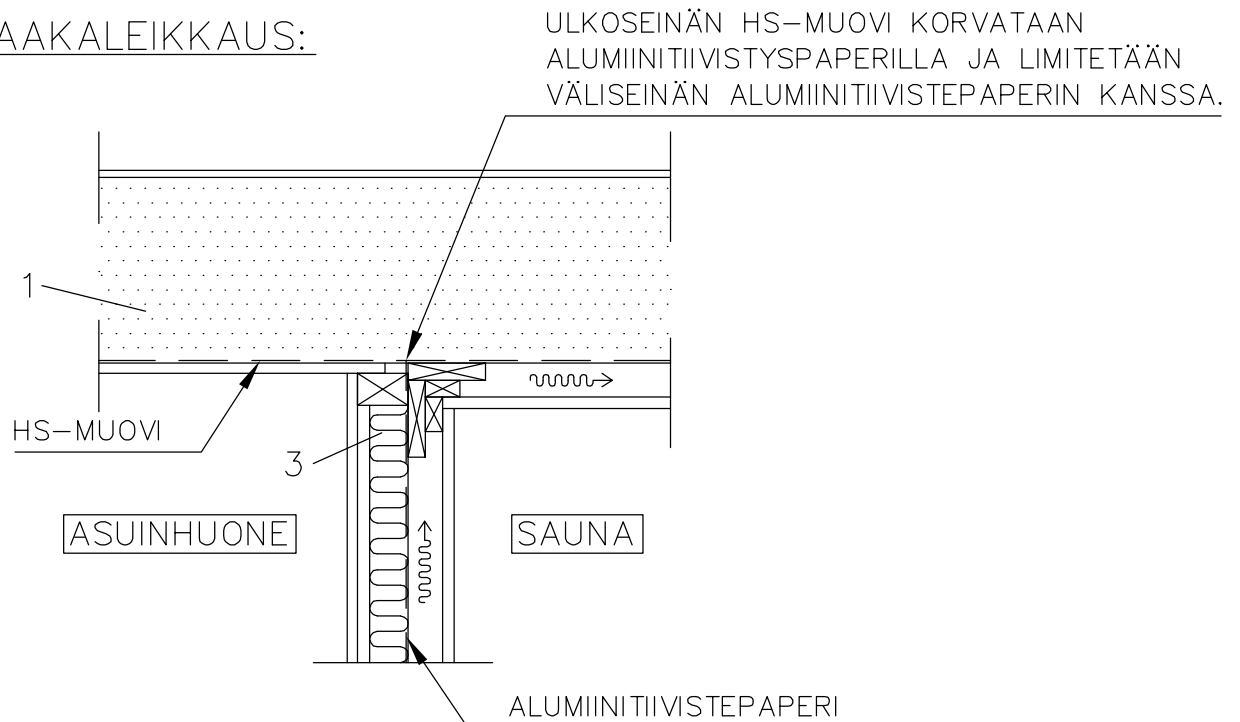 AAKALEIKKAUS:
ULKOSEINÄN HS-MUOVI KORVATAAN
ALUMIINITIIVISTYSPAPERILLA JA LIMITETÄÄN
VÄLISEINÄN ALUMIINITIIVISTEPAPERIN KANSSA.
1
HS-MUOVI
3
ASUINHUONE
SAUNA
ALUMIINITIIVISTEPAPERI